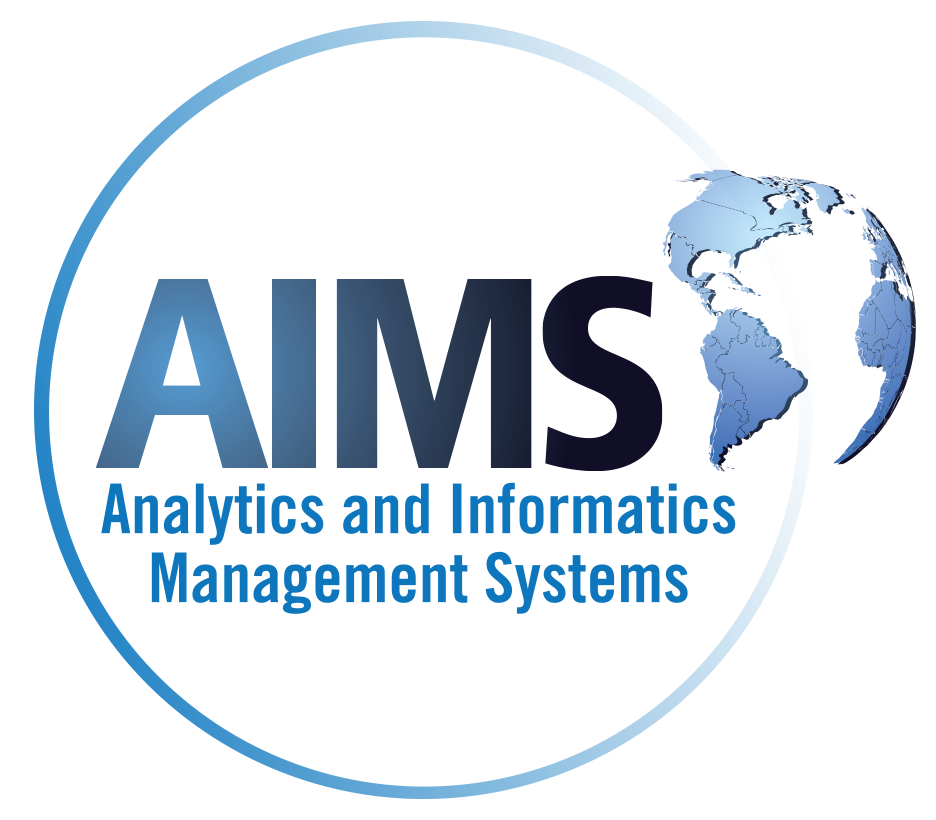 AIMS
Analytics and Informatics
Management Systems